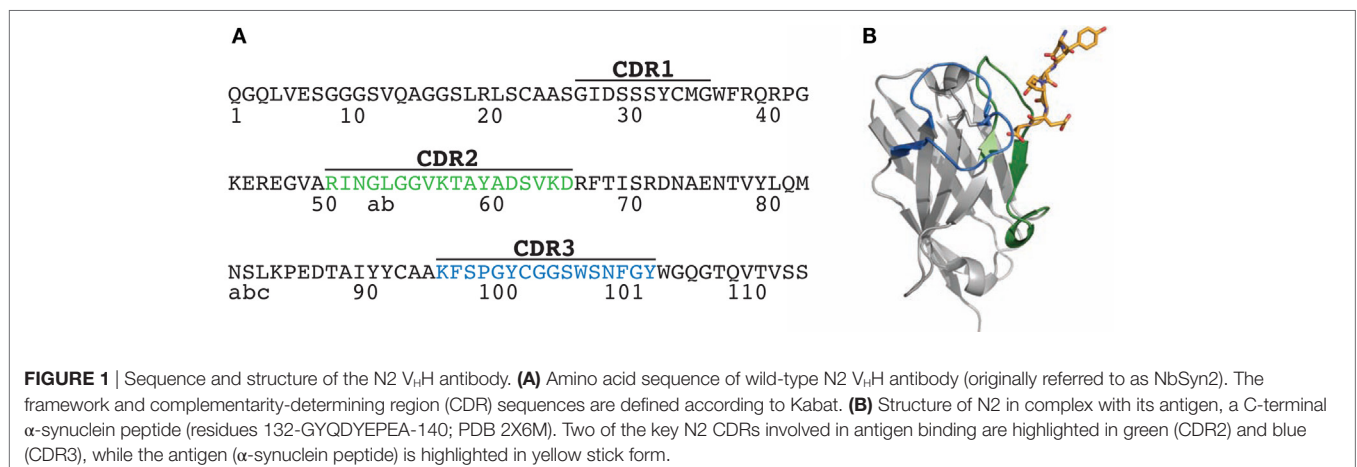 A
B
CDR1
QGQLVESGGGSVQAGGSLRLSCAASGIDSSSYCMGWFRQRPG
1 10 20 30 40
CDR2
KEREGVARINGLGGVKTAYADSVKDRFTISRDNAENTVYLQM
50 ab 60 70 80
CDR3
NSLKPEDTAIYYCAAKFSPGYCGGSWSNFGYWGQGTQVTVSS
abc 90 100 101 110
FIGURE 1 | Sequence and structure of the N2 VHH antibody. (A) Amino acid sequence of wild-type N2 VHH antibody (originally referred to as NbSyn2). The
framework and complementarity-determining region (CDR) sequences are defined according to Kabat. (B) Structure of N2 in complex with its antigen, a C-terminal
α-synuclein peptide (residues 132-GYQDYEPEA-140; PDB 2X6M). Two of the key N2 CDRs involved in antigen binding are highlighted in green (CDR2) and blue
(CDR3), while the antigen (α-synuclein peptide) is highlighted in yellow stick form.